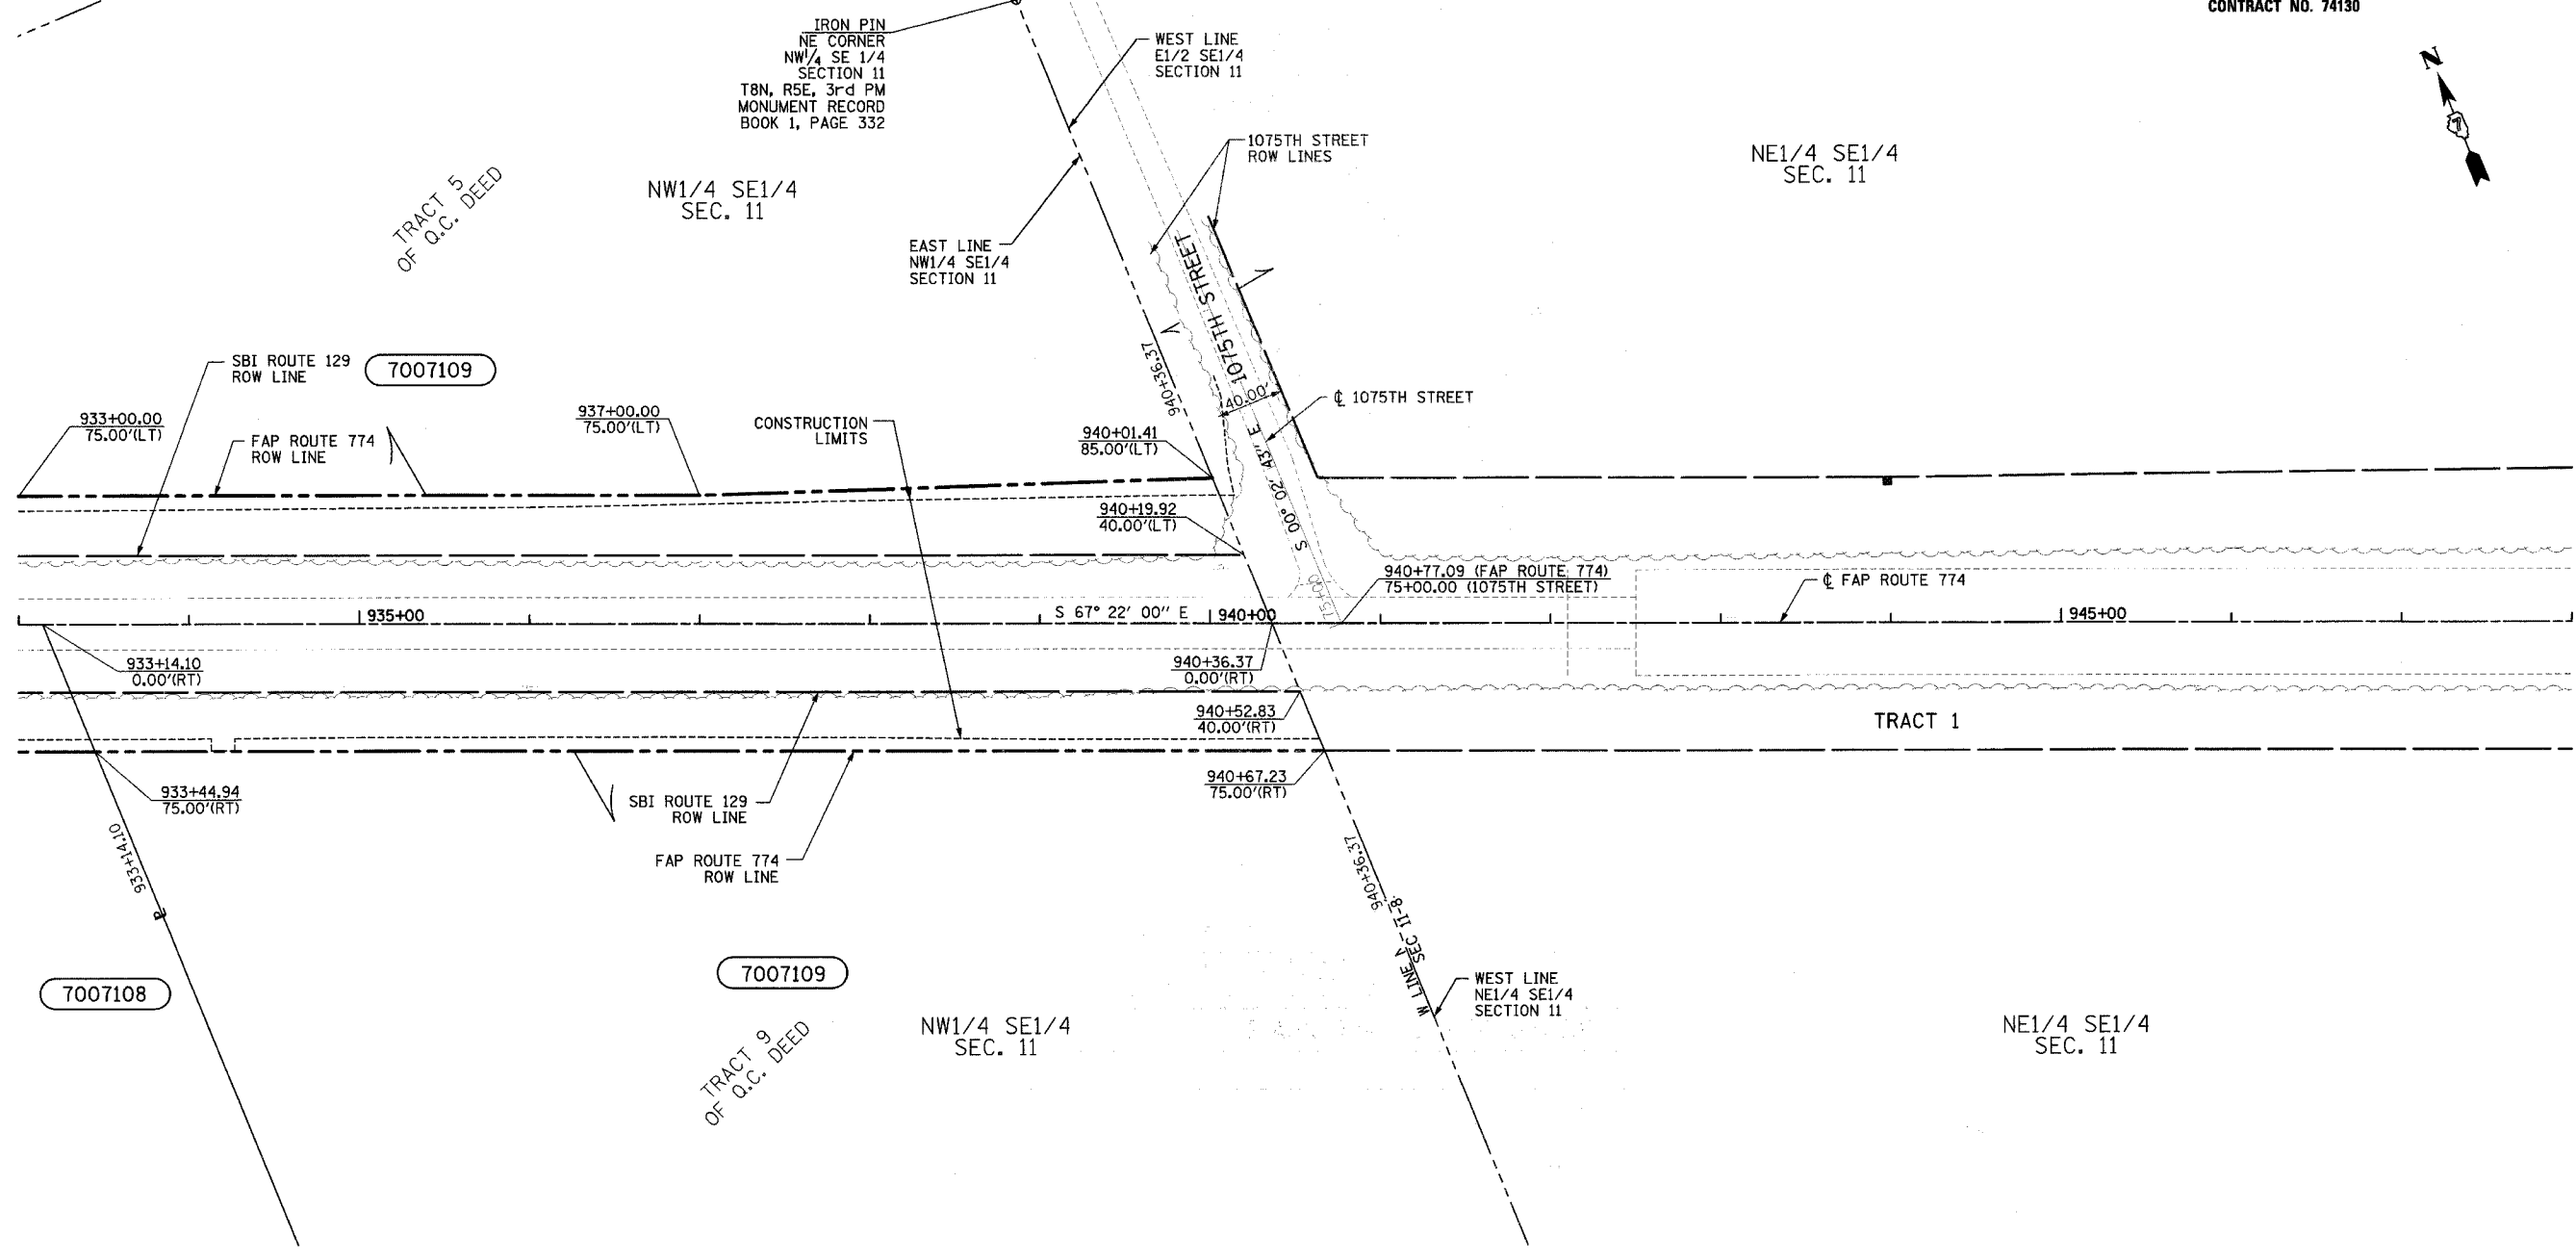 CONTRACT NO. 74130
IRON PIN
NE CORNER
NW1/4 SE 1/4
SECTION 11
T8N, R5E, 3rd PM
MONUMENT RECORD
BOOK 1, PAGE 332
WEST LINE
E1/2 SE1/4
SECTION 11
N
7
1075TH STREET
ROW LINES
NE1/4 SE1/4
SEC. 11
NW1/4 SE1/4
SEC. 11
TRACT 5
OF Q.C. DEED
EAST LINE
NW1/4 SE1/4
SECTION 11
1075TH STREET
940+36.37
40.00'
℄ 1075TH STREET
S 00° 02' 43" E
SBI ROUTE 129
ROW LINE
7007109
933+00.00
75.00'(LT)
FAP ROUTE 774
ROW LINE
937+00.00
75.00'(LT)
CONSTRUCTION
LIMITS
940+01.41
85.00'(LT)
940+19.92
40.00'(LT)
75+00
940+77.09 (FAP ROUTE 774)
75+00.00 (1075TH STREET)
℄ FAP ROUTE 774
935+00
S 67° 22' 00" E
940+00
945+00
933+14.10
0.00'(RT)
940+36.37
0.00'(RT)
940+52.83
40.00'(RT)
TRACT 1
933+44.94
75.00'(RT)
940+67.23
75.00'(RT)
SBI ROUTE 129
ROW LINE
FAP ROUTE 774
ROW LINE
933+14.10
940+36.37
W LINE
SEC 11-8
7007108
7007109
WEST LINE
NE1/4 SE1/4
SECTION 11
TRACT 9
OF Q.C. DEED
NW1/4 SE1/4
SEC. 11
NE1/4 SE1/4
SEC. 11